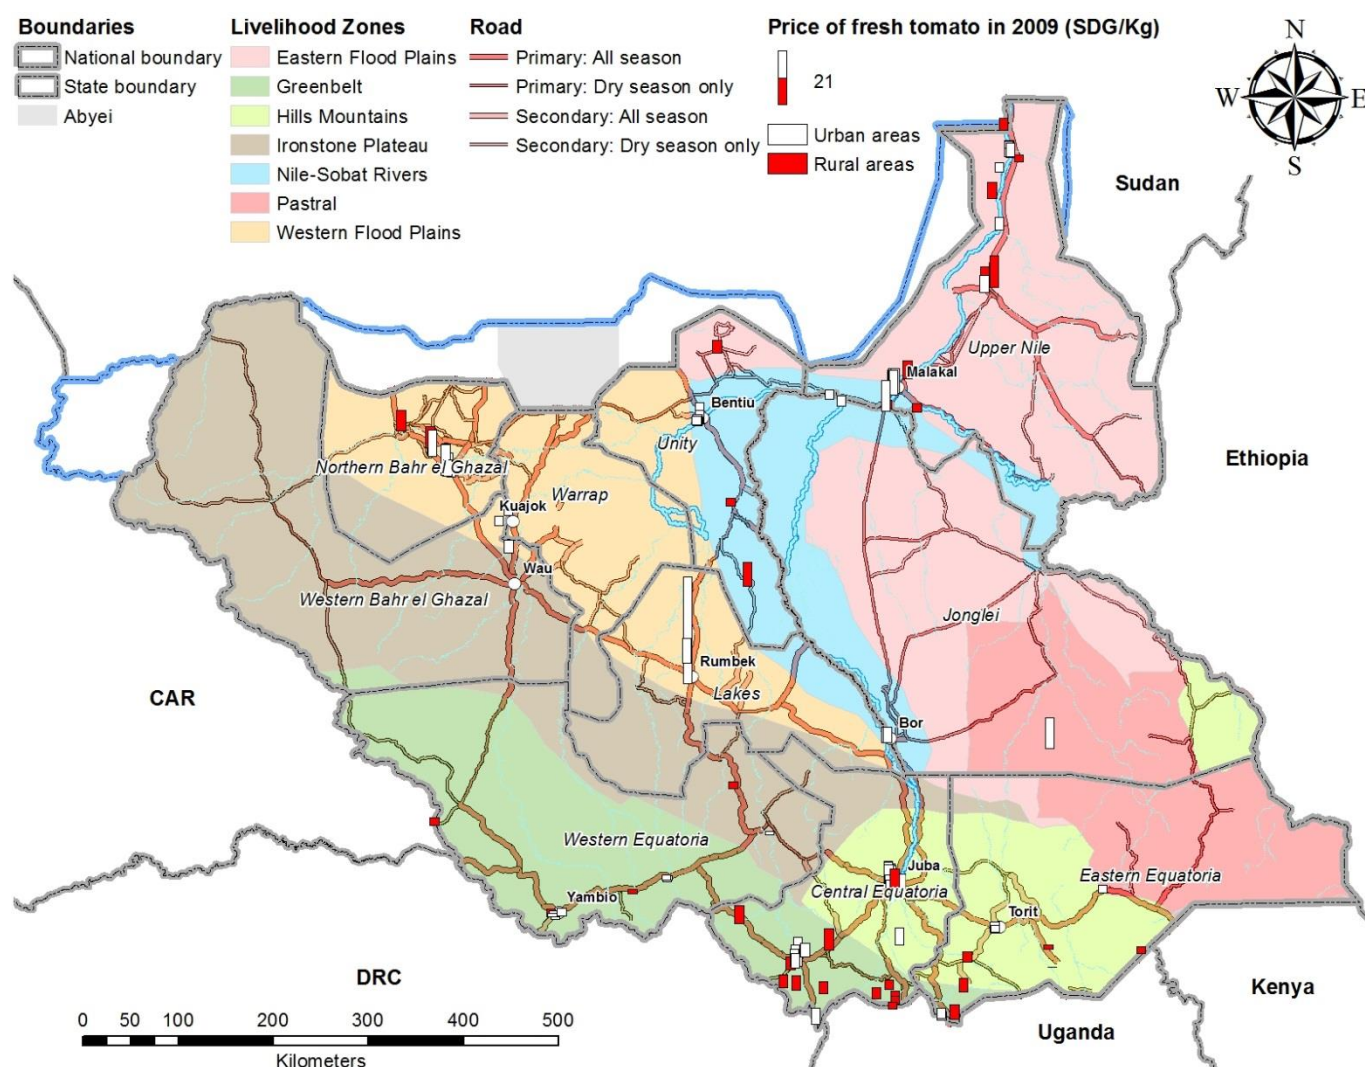 Boundaries
National boundary
State boundary
Abyei
Livelihood Zones
Eastern Flood Plains
Greenbelt
Hills Mountains
Ironstone Plateau
Nile-Sobat Rivers
Pastral
Western Flood Plains
Road
Primary: All season
Primary: Dry season only
Secondary: All season
Secondary: Dry season only
Price of fresh tomato in 2009 (SDG/Kg)
21
Urban areas
Rural areas
N
W E
S
Sudan
Upper Nile
Malakal
Bentiu
Unity
Ethiopia
Northern Bahr el Ghazal
Warrap
Kuajok
Wau
Western Bahr el Ghazal
Jonglei
Rumbek
Lakes
CAR
Bor
Western Equatoria
Juba
Central Equatoria
Eastern Equatoria
Yambio
Torit
DRC
Kenya
Uganda
0 50 100 200 300 400 500
Kilometers